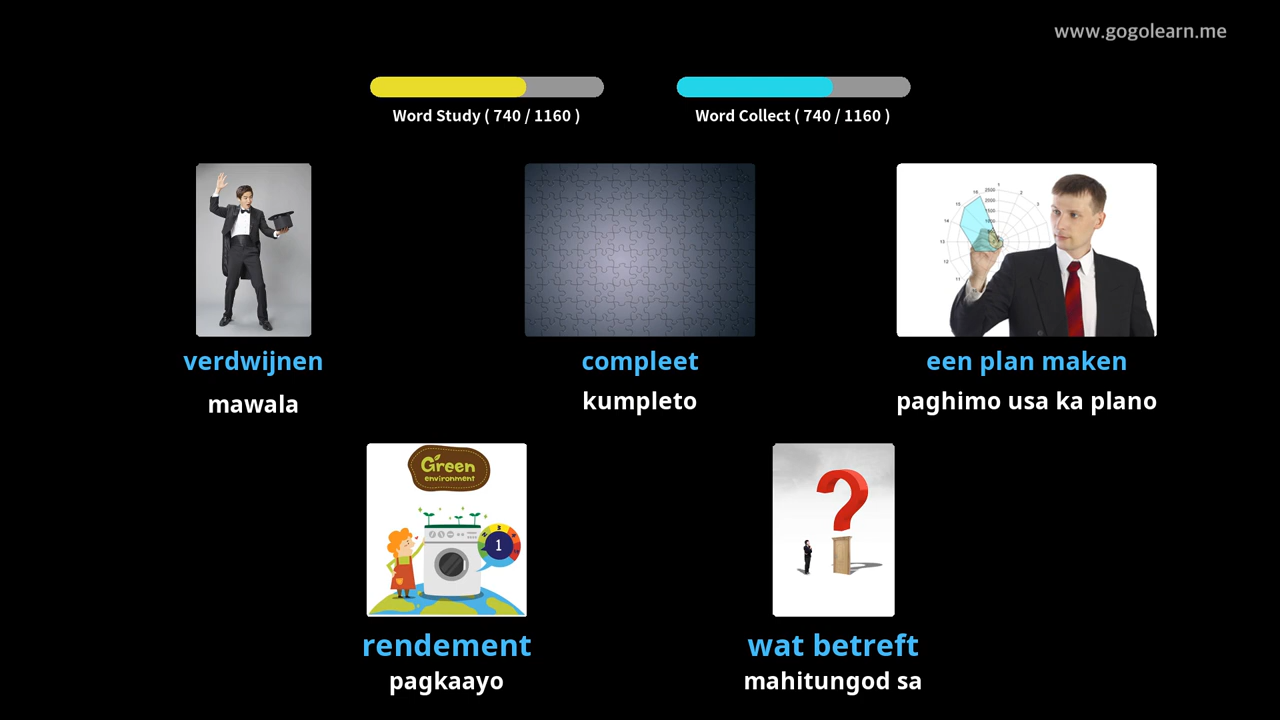 www.gogolearn.me
Word Study ( 740 / 1160 )
Word Collect ( 740 / 1160 )
verdwijnen
compleet
een plan maken
mawala
kumpleto
paghimo usa ka plano
Green
environment
1
rendement
wat betreft
pagkaayo
mahitungod sa